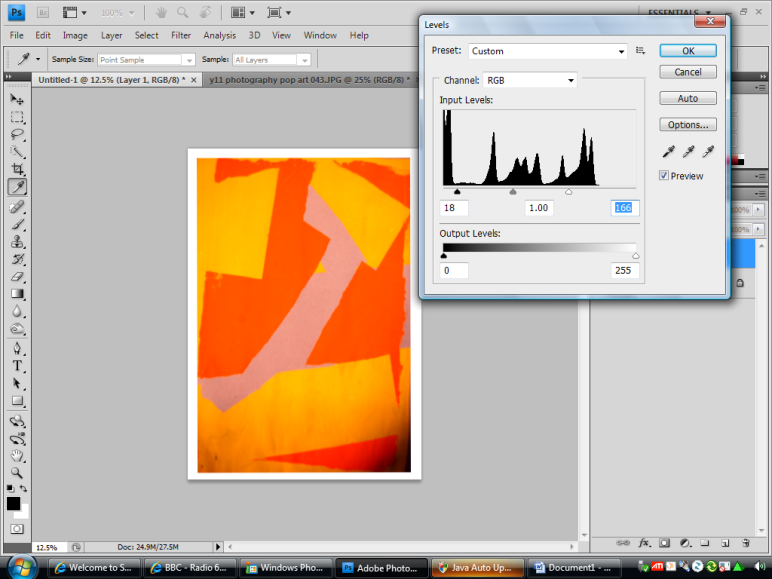 Ps Br 100% ESSENTIALS
File Edit Image Layer Select Filter Analysis 3D View Window Help
Sample Size: Point Sample Sample: All Layers
Untitled-1 @ 12.5% (Layer 1, RGB/8) * × y11 photography pop art 043.JPG @ 25% (RGB/8) *
Levels
Preset: Custom
OK
Channel: RGB
Cancel
Input Levels:
Auto
Options...
Preview
18 1.00 166
Output Levels:
0 255
T
12.5% Doc: 24.9M/27.5M
fx
Welcome to S... BBC - Radio 6... Windows Pho... Ps Adobe Photo... Java Auto Up... Document1 - ...